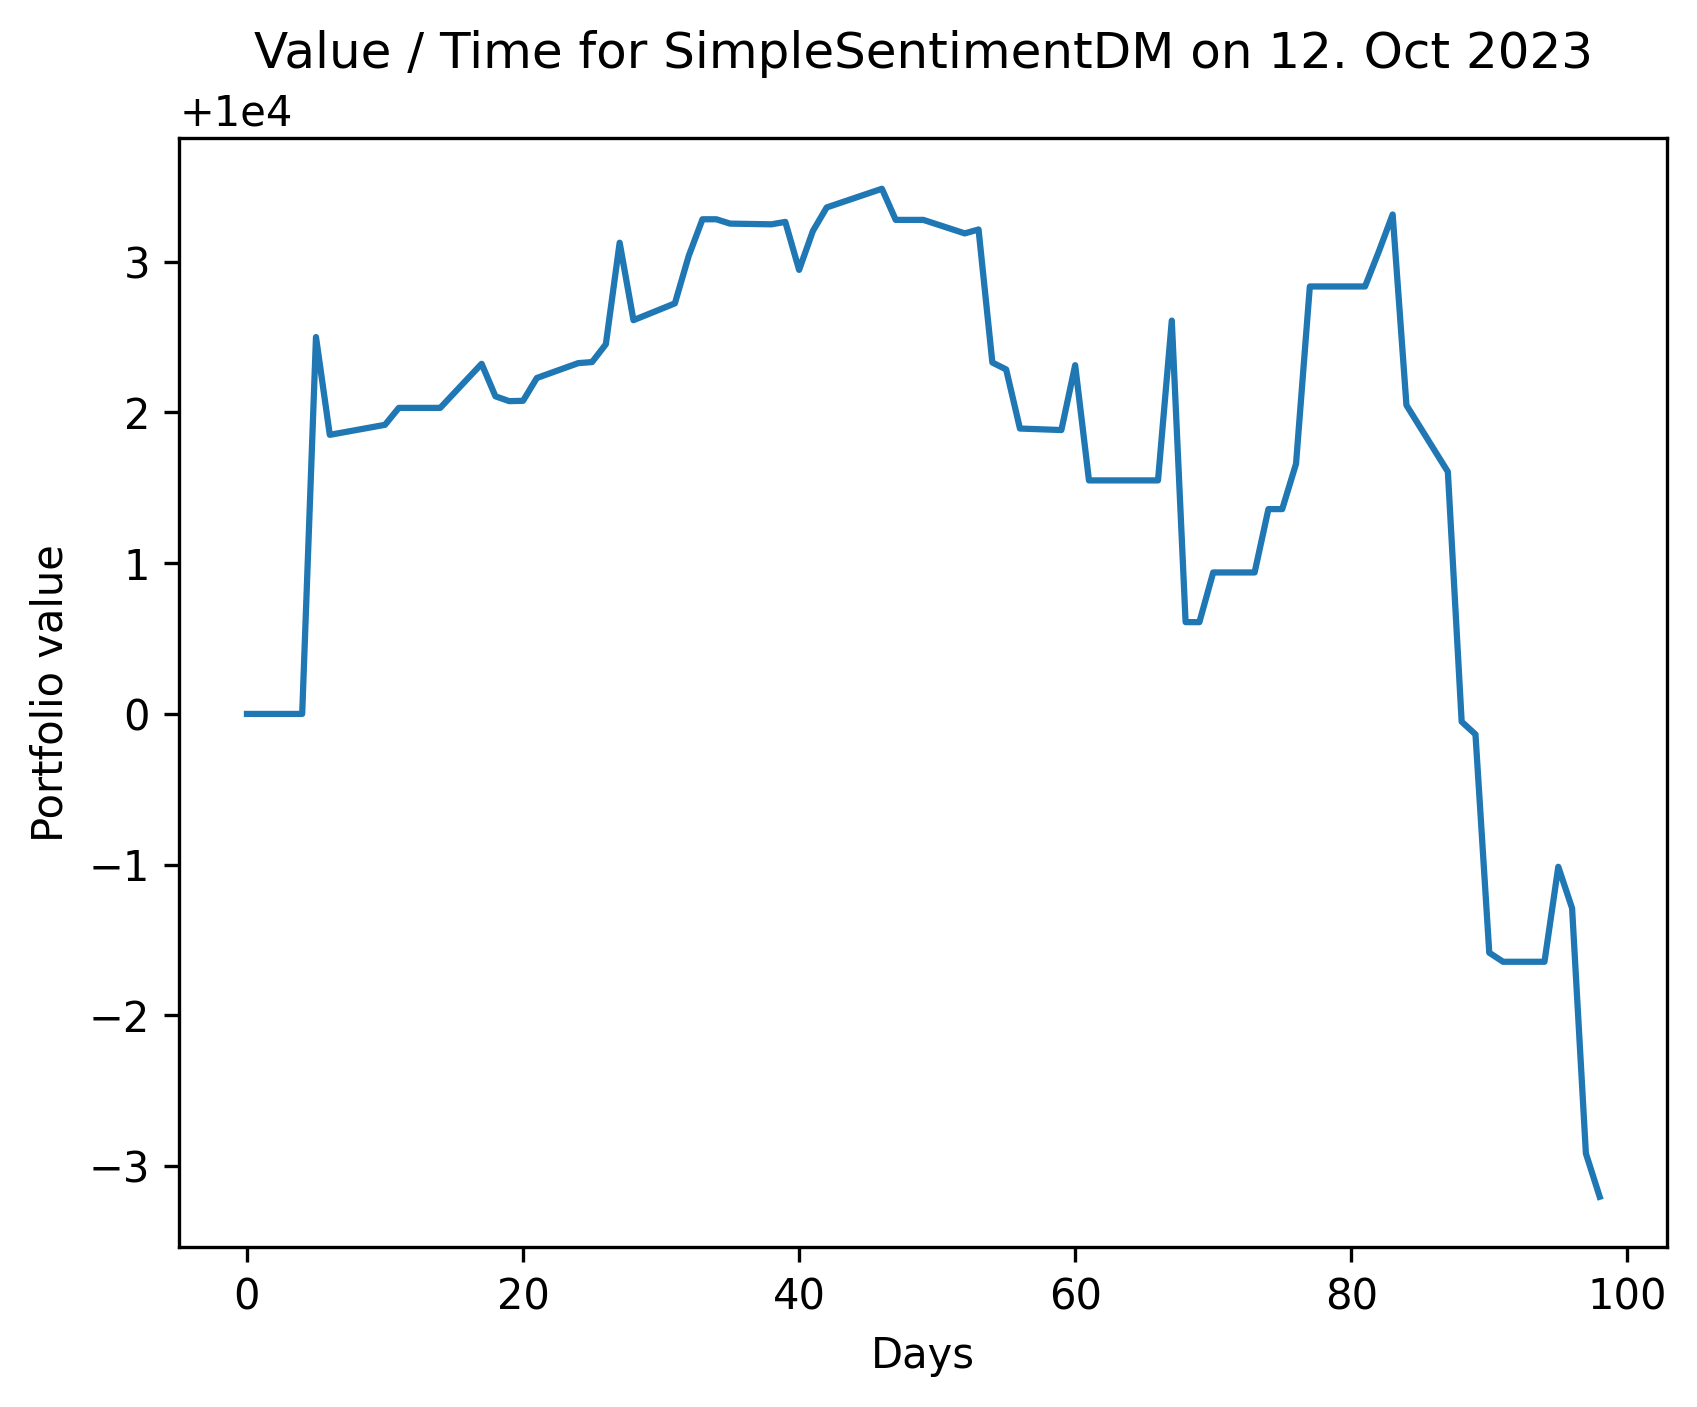 Value / Time for SimpleSentimentDM on 12. Oct 2023
+1e4
3
2
1
0
−1
−2
−3
Portfolio value
0 20 40 60 80 100
Days